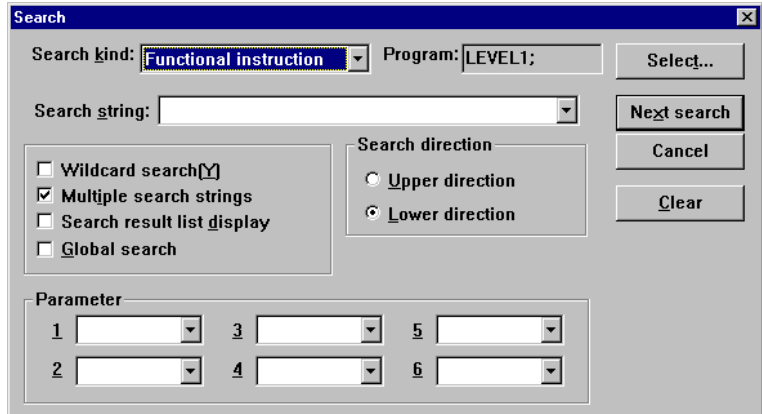 Search
Search kind: Functional instruction Program: LEVEL1; Select...
Search string: Next search
Cancel
Clear
Wildcard search(Y)
Multiple search strings
Search result list display
Global search
Search direction
Upper direction
Lower direction
Parameter
1 3 5
2 4 6